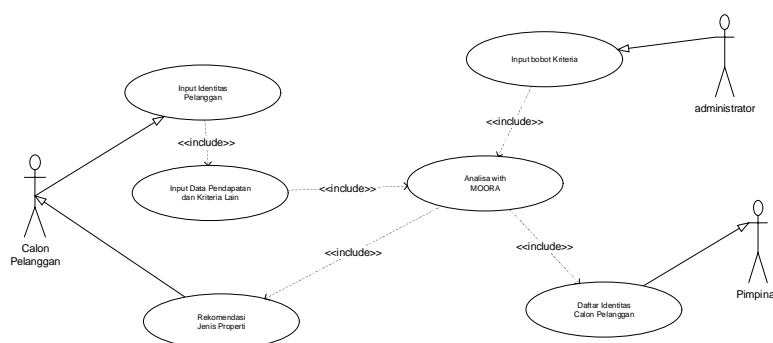 Input bobot Kriteria
administrator
Input Identitas
Pelanggan
<<include>>
<<include>>
Input Data Pendapatan
dan Kriteria Lain
<<include>>
Analisa with
MOORA
Calon
Pelanggan
<<include>>
<<include>>
Rekomendasi
Jenis Properti
Daftar Identitas
Calon Pelanggan
Pimpina